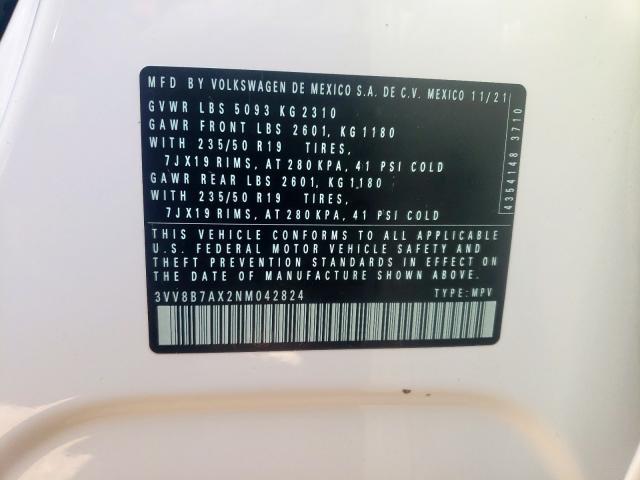 MFD BY VOLKSWAGEN DE MEXICO S.A. DE C.V. MEXICO 11/21
GVWR LBS 5093 KG 2310
GAWR FRONT LBS 2601, KG 1180
WITH 235/50 R19 TIRES,
7JX19 RIMS, AT 280 KPA, 41 PSI COLD
GAWR REAR LBS 2601, KG 1180
WITH 235/50 R19 TIRES,
7JX19 RIMS, AT 280 KPA, 41 PSI COLD
THIS VEHICLE CONFORMS TO ALL APPLICABLE
U.S. FEDERAL MOTOR VEHICLE SAFETY AND
THEFT PREVENTION STANDARDS IN EFFECT ON
THE DATE OF MANUFACTURE SHOWN ABOVE.
3VV8B7AX2NM042824 TYPE: MPV
4354148 3710